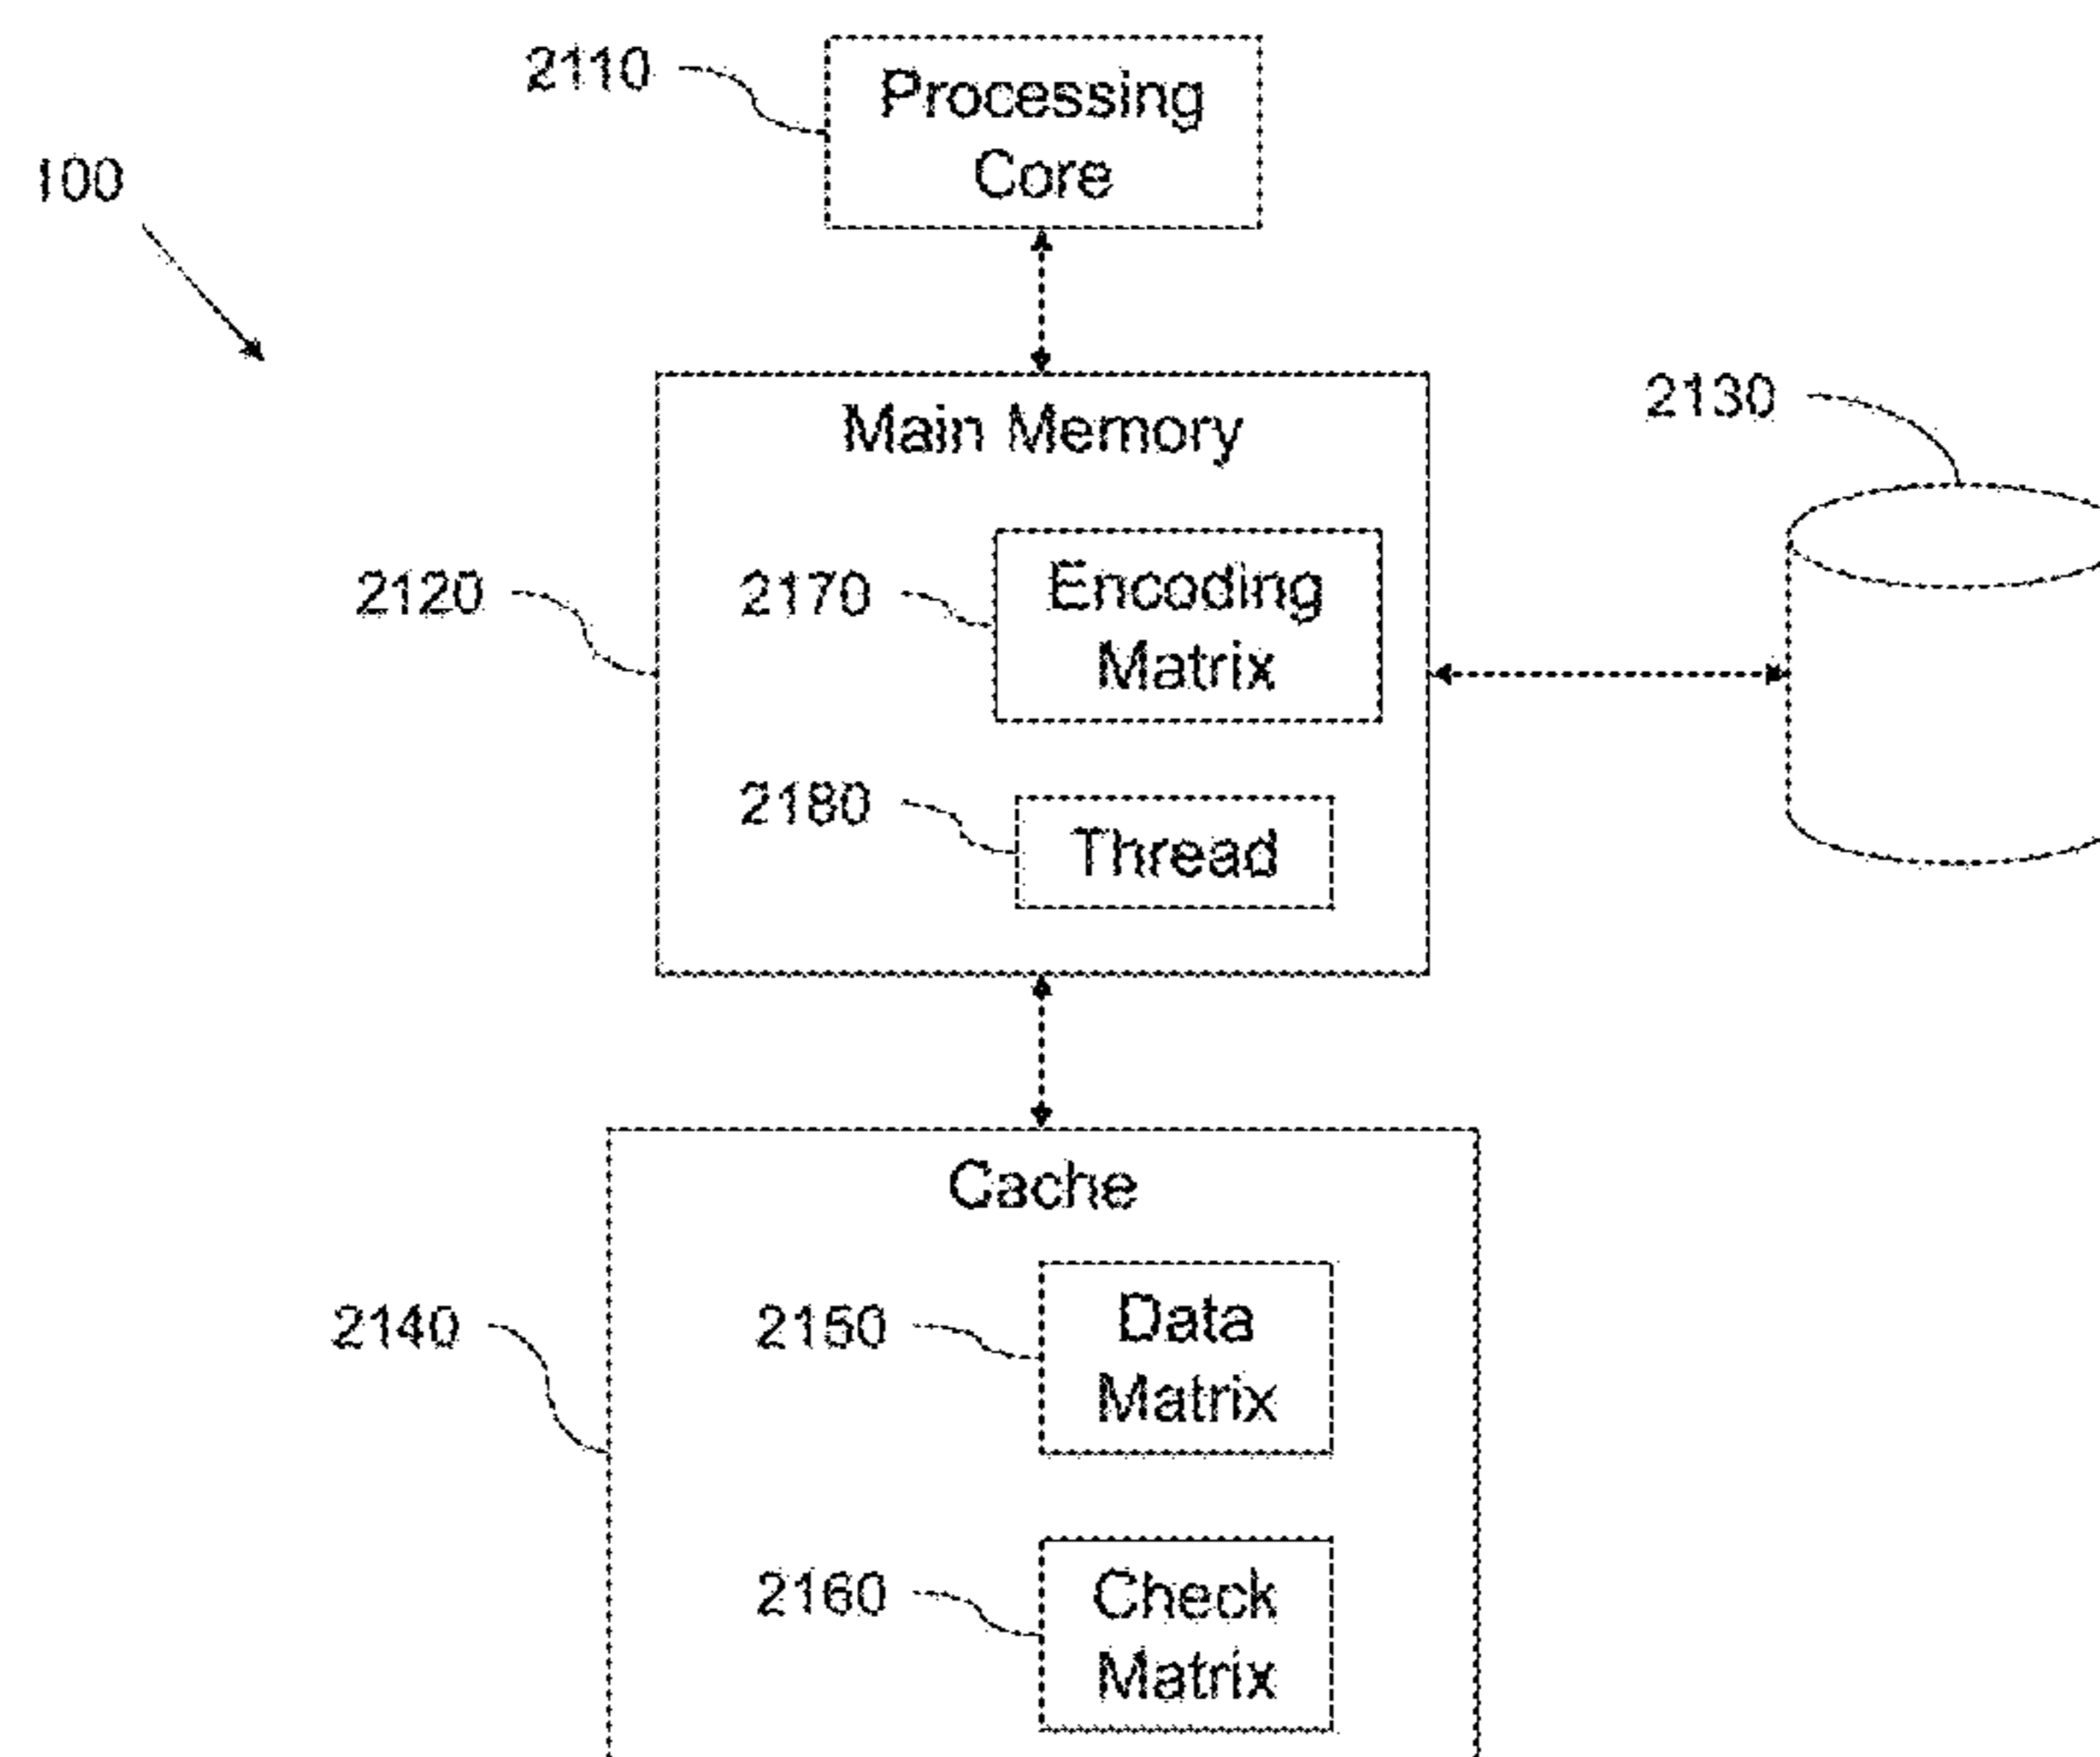 2110
Processing
Core
100
Main Memory
2130
2120
2170
Encoding
Matrix
2180
Thread
Cache
2140
2150
Data
Matrix
2160
Check
Matrix